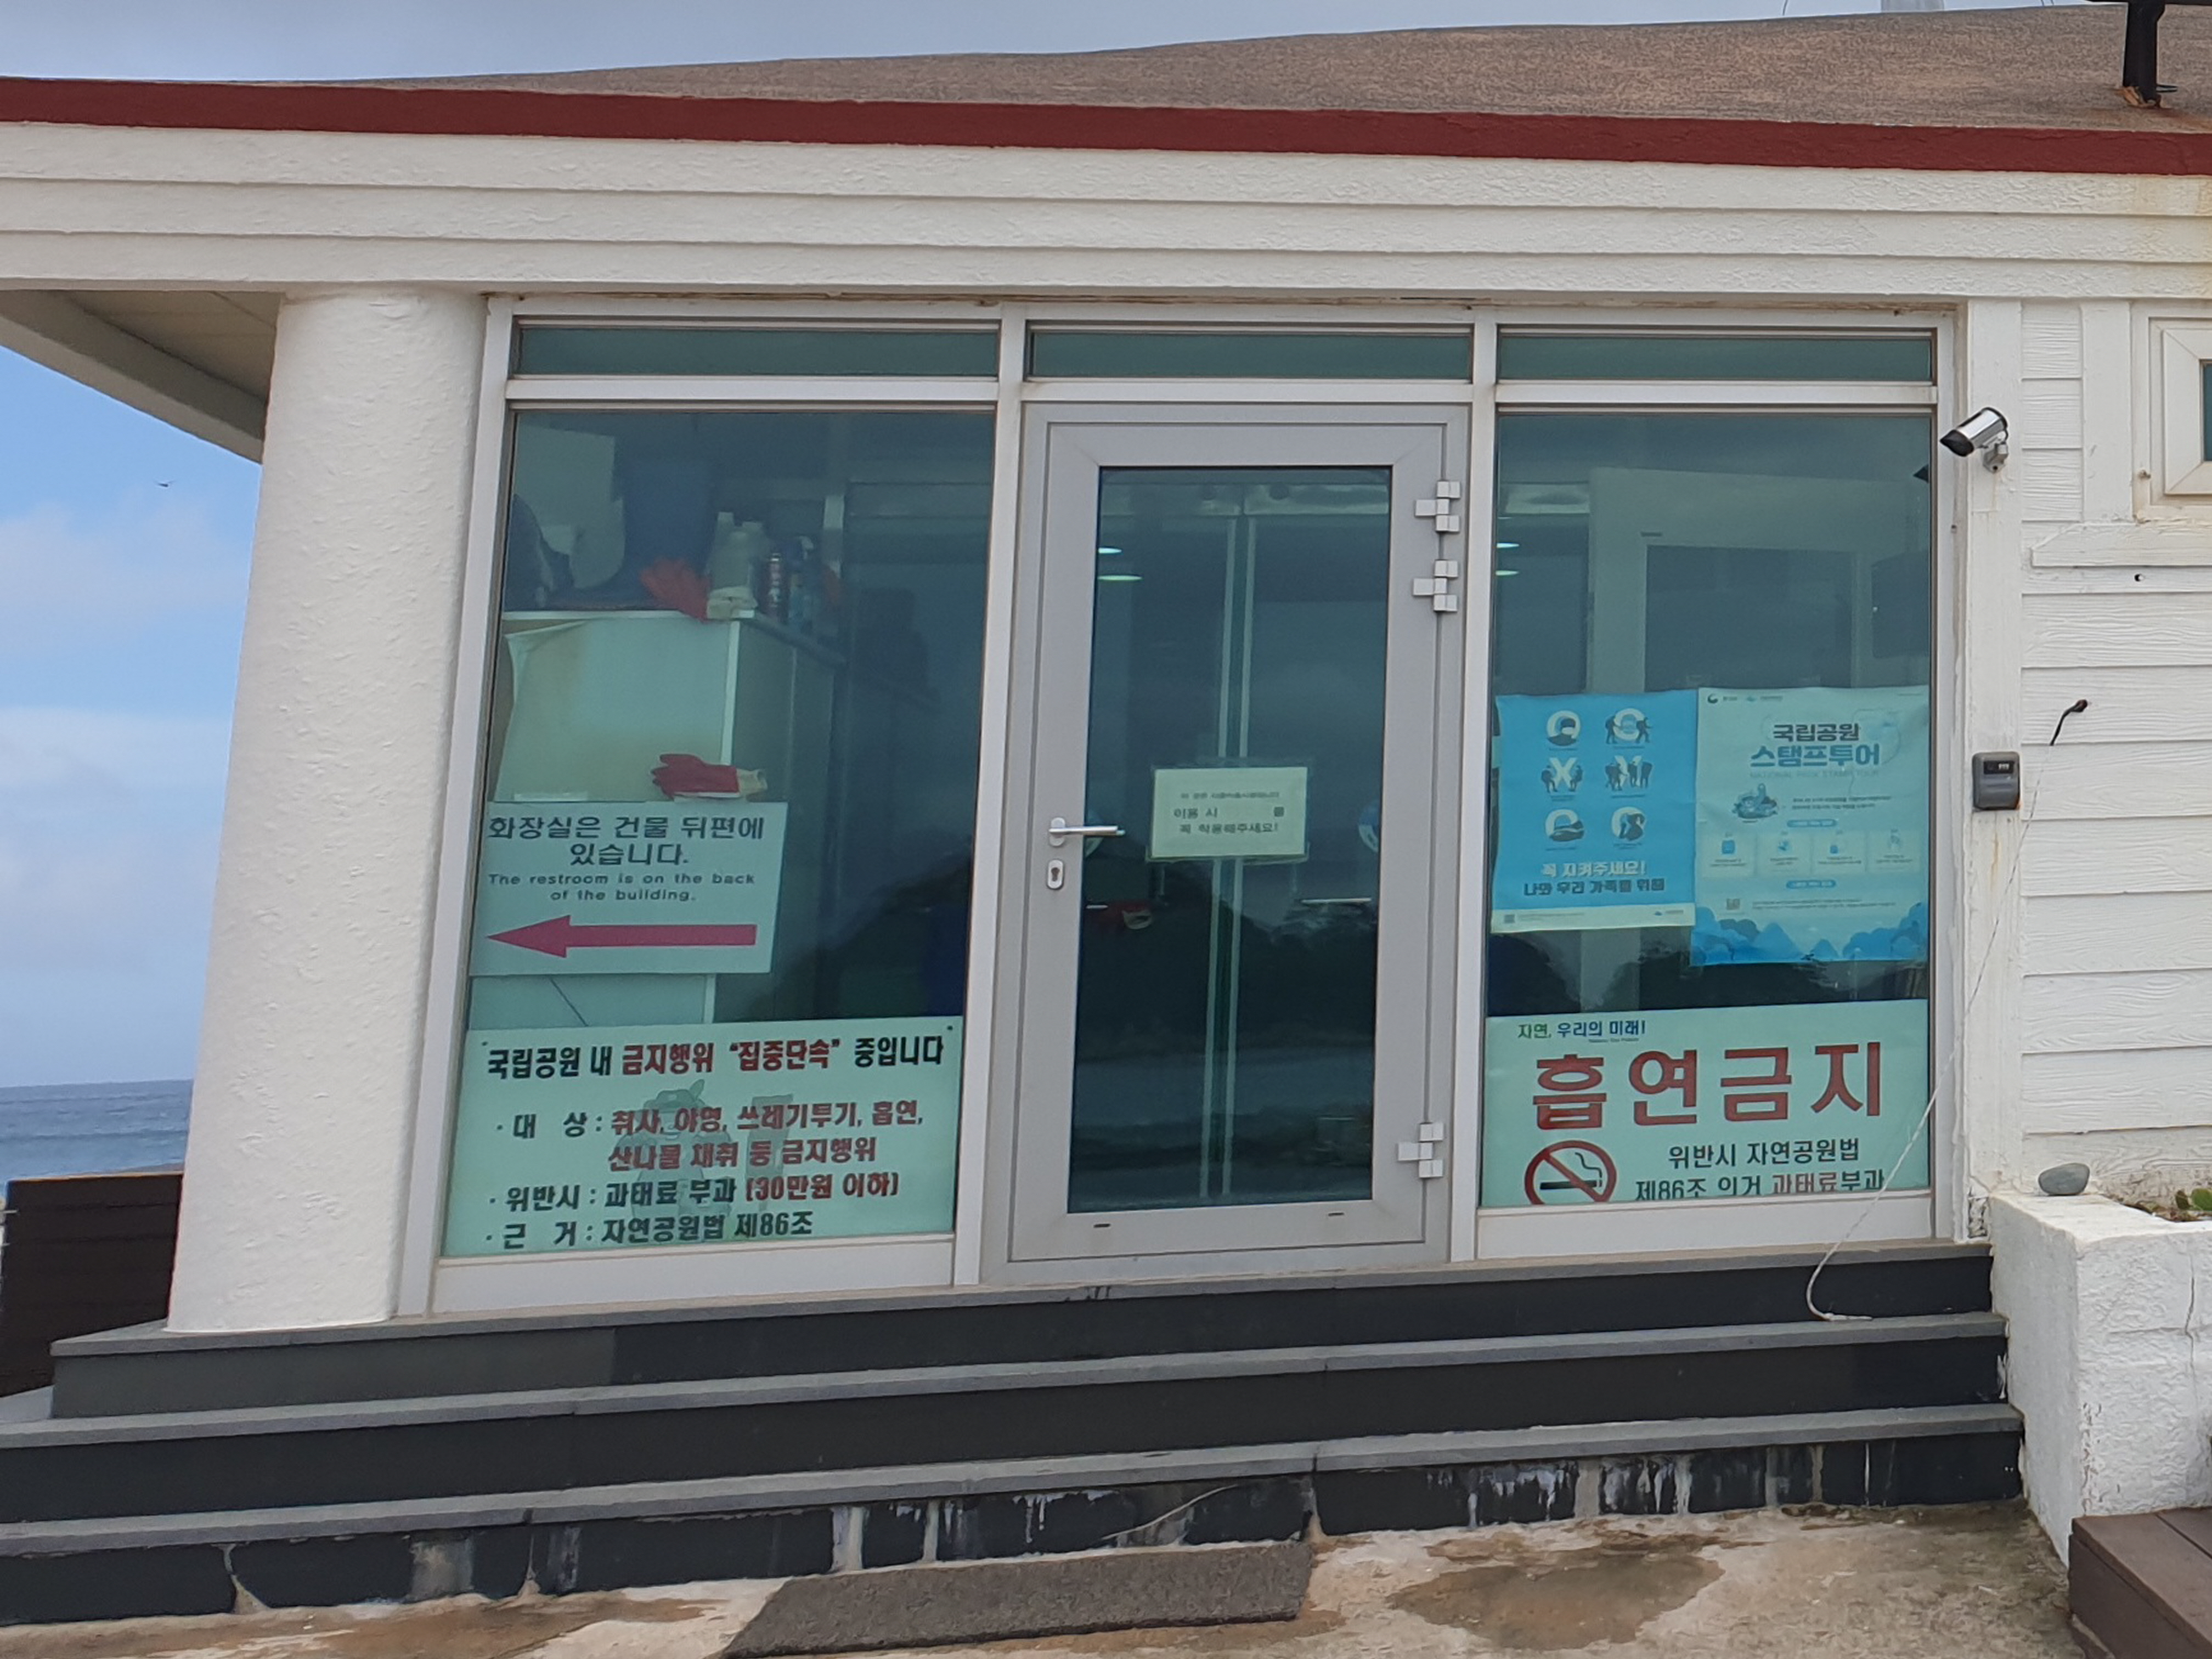 화장실은 건물 뒤편에
있습니다.
The restroom is on the back
of the building.
국립공원 내 금지행위 "집중단속" 중입니다
· 대 상 : 취사, 야영, 쓰레기투기, 흡연,
산나물 채취 등 금지행위
· 위반시 : 과태료 부과 (30만원 이하)
· 근 거 : 자연공원법 제86조
이용 시
꼭 착용해주세요!
꼭 지켜주세요!
나와 우리 가족을 위해
국립공원
스탬프투어
자연, 우리의 미래!
흡연금지
위반시 자연공원법
제86조 의거 과태료부과